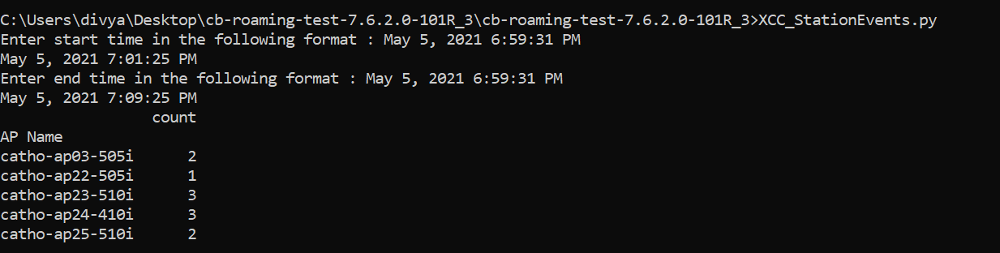 C:\Users\divya\Desktop\cb-roaming-test-7.6.2.0-101R_3\cb-roaming-test-7.6.2.0-101R_3>XCC_StationEvents.py
Enter start time in the following format : May 5, 2021 6:59:31 PM
May 5, 2021 7:01:25 PM
Enter end time in the following format : May 5, 2021 6:59:31 PM
May 5, 2021 7:09:25 PM
count
AP Name
catho-ap03-505i 2
catho-ap22-505i 1
catho-ap23-510i 3
catho-ap24-410i 3
catho-ap25-510i 2